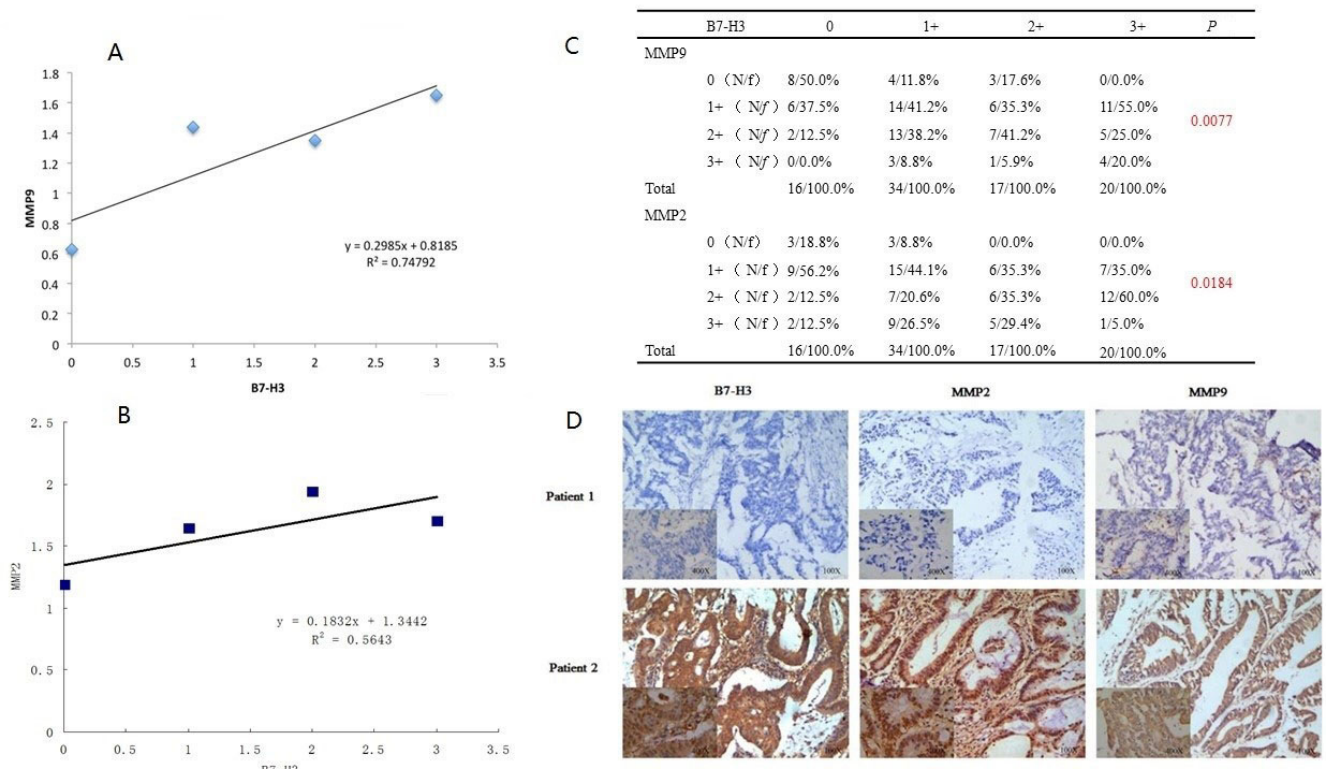 A
1.8
1.6
1.4
1.2
1
0.8
0.6
0.4
0.2
0
MMP9
y = 0.2985x + 0.8185
R² = 0.74792
0 0.5 1 1.5 2 2.5 3 3.5
B7-H3
B
2.5
2
1.5
1
0.5
0
MMP2
y = 0.1832x + 1.3442
R² = 0.5643
0 0.5 1 1.5 2 2.5 3 3.5
C
B7-H3 0 1+ 2+ 3+ P
MMP9
0 (N/f) 8/50.0% 4/11.8% 3/17.6% 0/0.0%
1+ ( N/f ) 6/37.5% 14/41.2% 6/35.3% 11/55.0%
0.0077
2+ ( N/f ) 2/12.5% 13/38.2% 7/41.2% 5/25.0%
3+ ( N/f ) 0/0.0% 3/8.8% 1/5.9% 4/20.0%
Total 16/100.0% 34/100.0% 17/100.0% 20/100.0%
MMP2
0 (N/f) 3/18.8% 3/8.8% 0/0.0% 0/0.0%
1+ ( N/f ) 9/56.2% 15/44.1% 6/35.3% 7/35.0%
0.0184
2+ ( N/f ) 2/12.5% 7/20.6% 6/35.3% 12/60.0%
3+ ( N/f ) 2/12.5% 9/26.5% 5/29.4% 1/5.0%
Total 16/100.0% 34/100.0% 17/100.0% 20/100.0%
D
B7-H3 MMP2 MMP9
Patient 1
400X 100X 400X 100X 400X 100X
Patient 2
100X 100X 100X